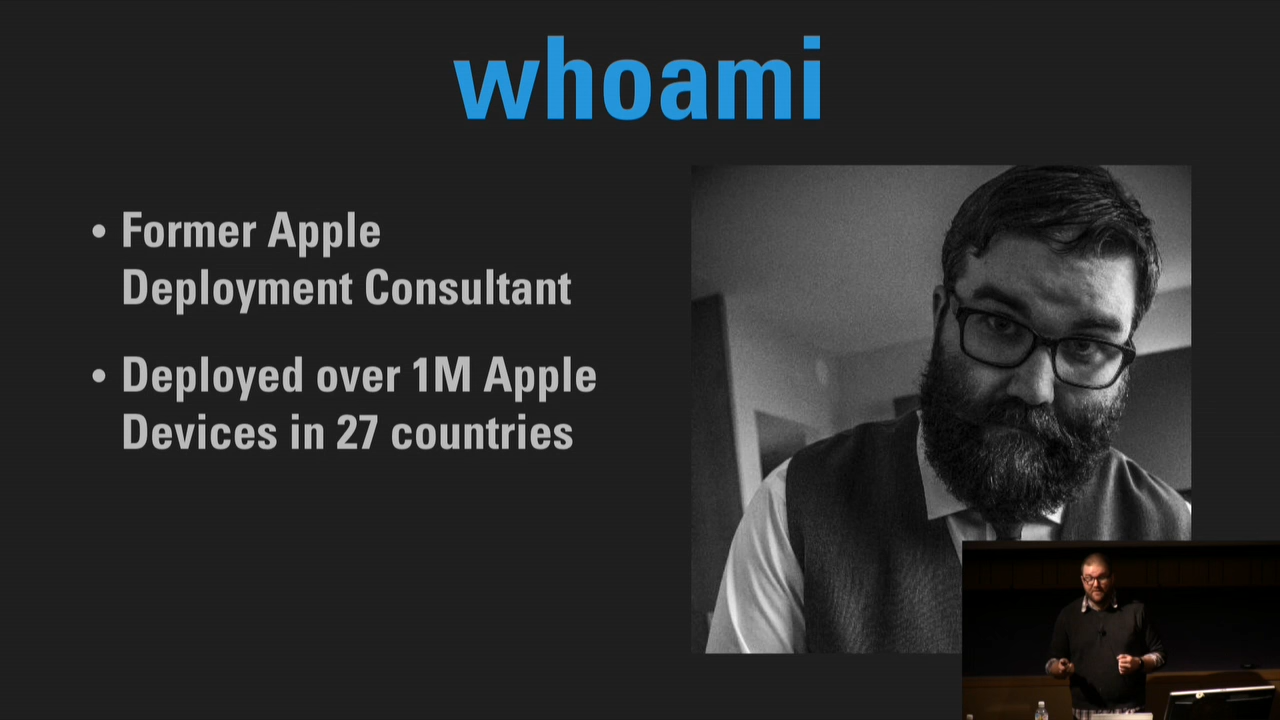 whoami
• Former Apple
Deployment Consultant
• Deployed over 1M Apple
Devices in 27 countries